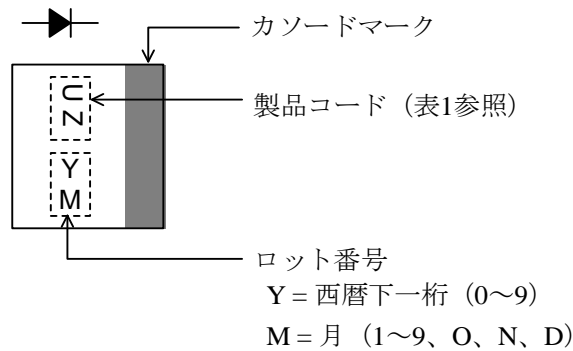 カソードマーク
UN
製品コード（表1参照）
Y
M
ロット番号
Y = 西暦下一桁（0～9）
M = 月（1～9、O、N、D）